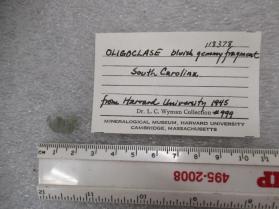 118378
OLIGOCLASE bluish gemmy fragment
South Carolina.
from Harvard University 1945
Dr. L. C. Wyman Collection #999
MINERALOGICAL MUSEUM, HARVARD UNIVERSITY
CAMBRIDGE, MASSACHUSETTS
495-2008